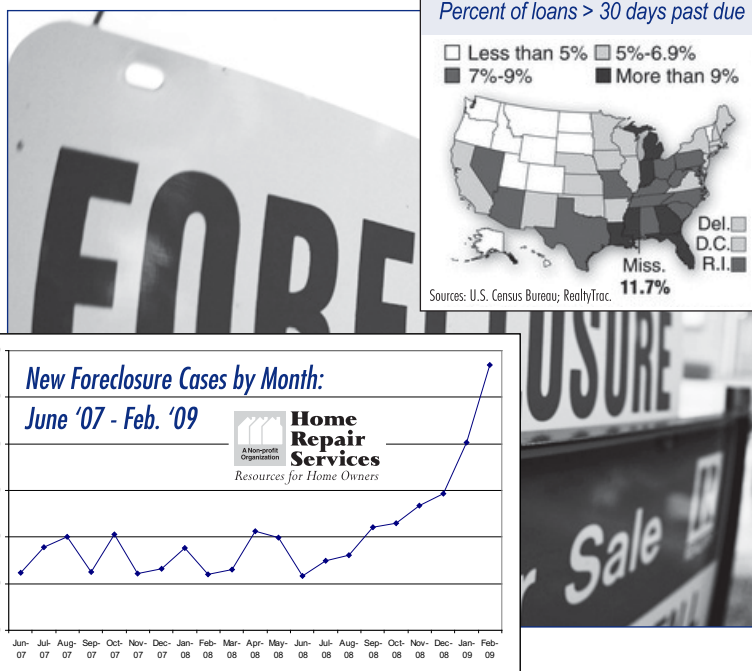 Percent of loans > 30 days past due
Less than 5% 5%-6.9%
7%-9% More than 9%
Del.
D.C.
R.I.
Miss.
11.7%
Sources: U.S. Census Bureau; RealtyTrac.
New Foreclosure Cases by Month:
June ‘07 - Feb. ‘09
A Non-profit
Organization
Home
Repair
Services
Resources for Home Owners
Jun-07 Jul-07 Aug-07 Sep-07 Oct-07 Nov-07 Dec-07 Jan-08 Feb-08 Mar-08 Apr-08 May-08 Jun-08 Jul-08 Aug-08 Sep-08 Oct-08 Nov-08 Dec-08 Jan-09 Feb-09
FORE
OSURE
r Sale